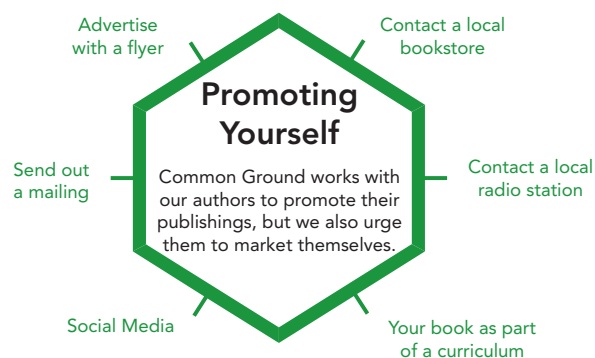 Advertise
with a flyer
Contact a local
bookstore
Promoting
Yourself
Common Ground works with
our authors to promote their
publishings, but we also urge
them to market themselves.
Send out
a mailing
Contact a local
radio station
Social Media
Your book as part
of a curriculum